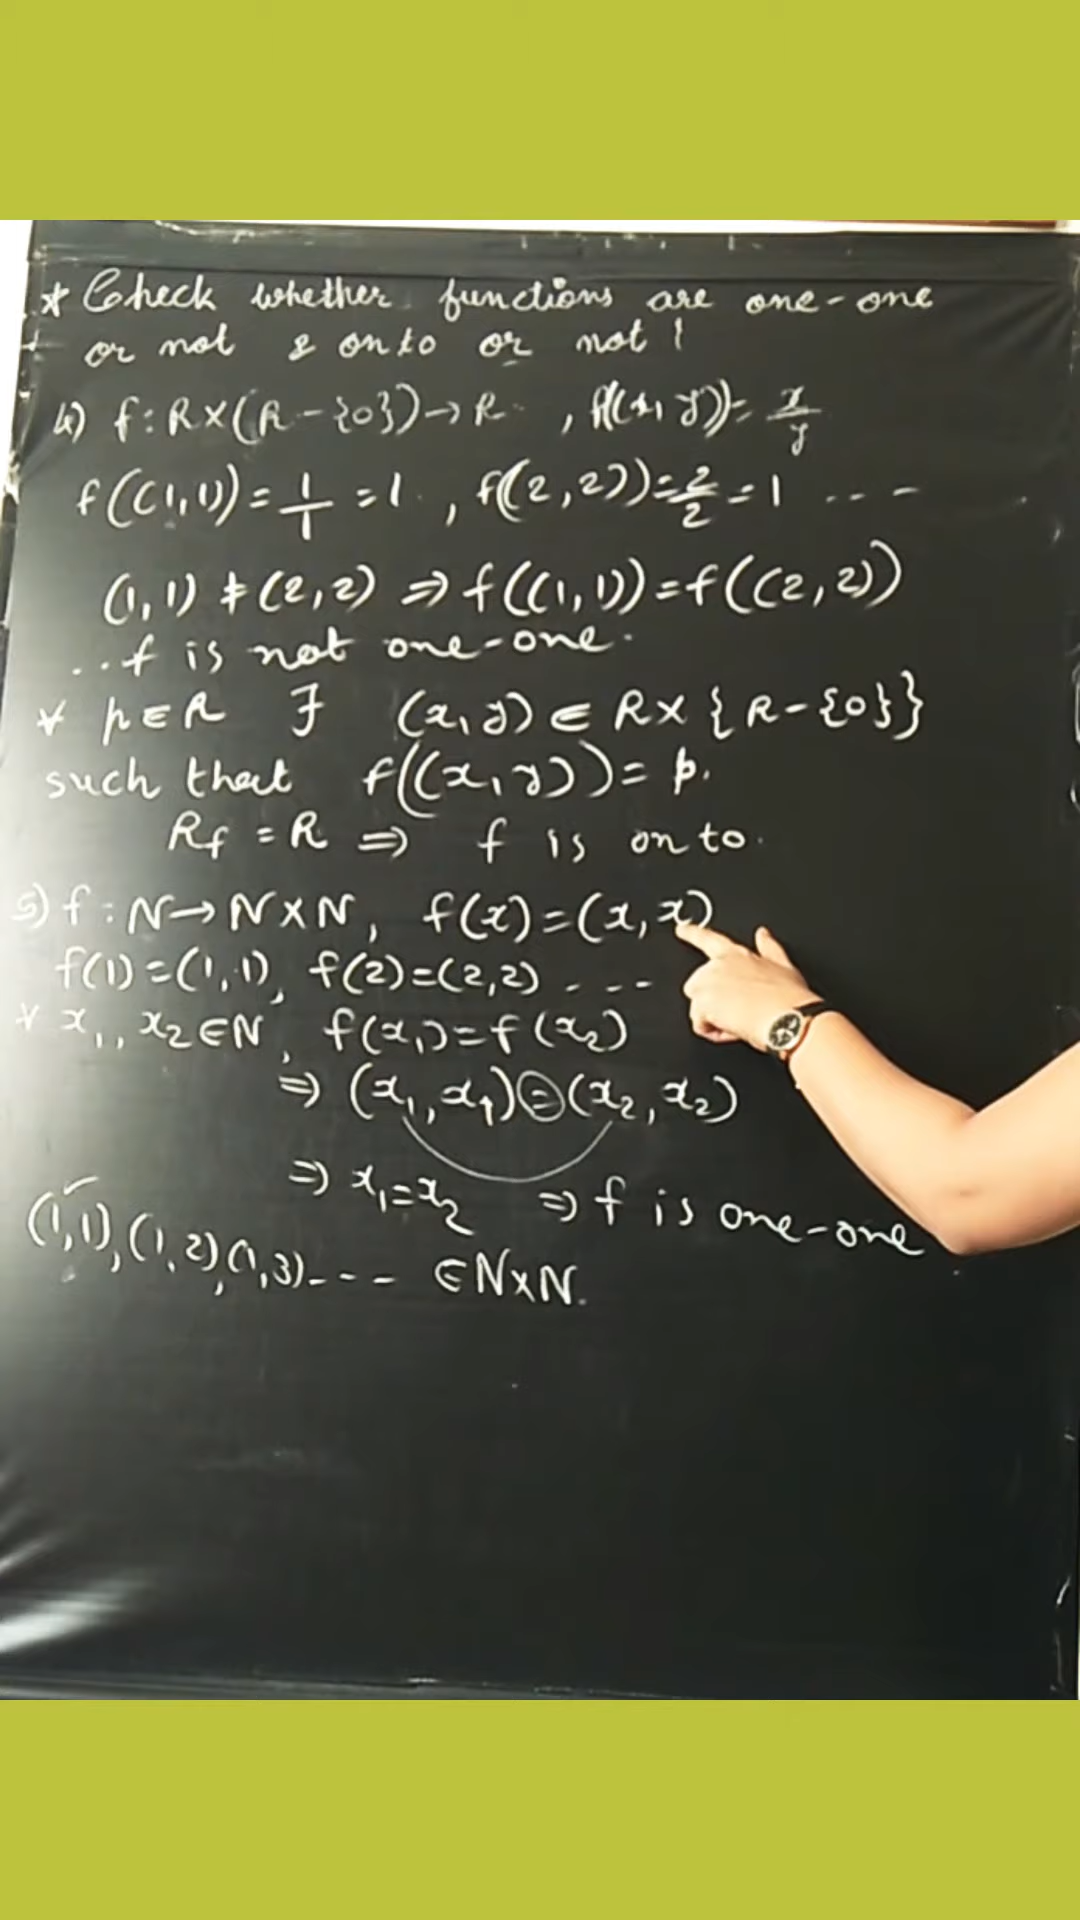 * Check whether functions are one-one
or not & onto or not !
4) f : R × (R - {0}) → R , f((x, y)) = x/y
f((1, 1)) = 1/1 = 1 , f((2, 2)) = 2/2 = 1 ---
(1, 1) ≠ (2, 2) ⇒ f((1, 1)) = f((2, 2))
∴ f is not one-one.
∀ p ∈ R ∃ (x, y) ∈ R × {R - {0}}
such that f((x, y)) = p.
Rf = R ⇒ f is onto.
5) f : N → N × N, f(x) = (x, x)
f(1) = (1, 1), f(2) = (2, 2) ---
∀ x₁, x₂ ∈ N, f(x₁) = f(x₂)
⇒ (x₁, x₁) = (x₂, x₂)
⇒ x₁ = x₂ ⇒ f is one-one
(1, 1), (1, 2), (1, 3) --- ∈ N × N.